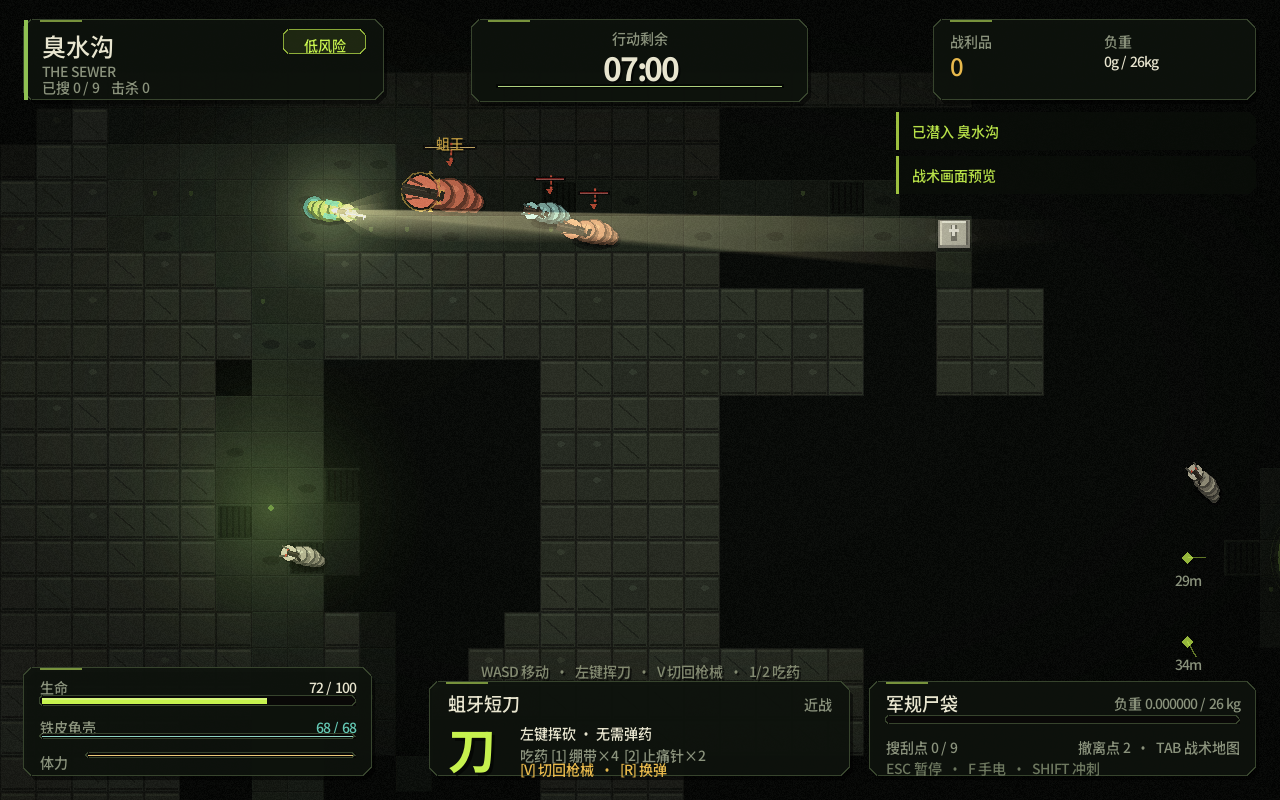 臭水沟
低风险
THE SEWER
已搜 0 / 9 击杀 0
行动剩余
07:00
战利品
0
负重
0g / 26kg
已潜入 臭水沟
战术画面预览
蛆王
29m
34m
WASD 移动 · 左键挥刀 · V 切回枪械 · 1/2 吃药
生命
72 / 100
铁皮龟壳
68 / 68
体力
蛆牙短刀
近战
刀
左键挥砍 · 无需弹药
吃药 [1] 绷带×4 [2] 止痛针×2
[V] 切回枪械 · [R] 换弹
军规尸袋
负重 0.000000 / 26 kg
搜刮点 0 / 9
撤离点 2 · TAB 战术地图
ESC 暂停 · F 手电 · SHIFT 冲刺